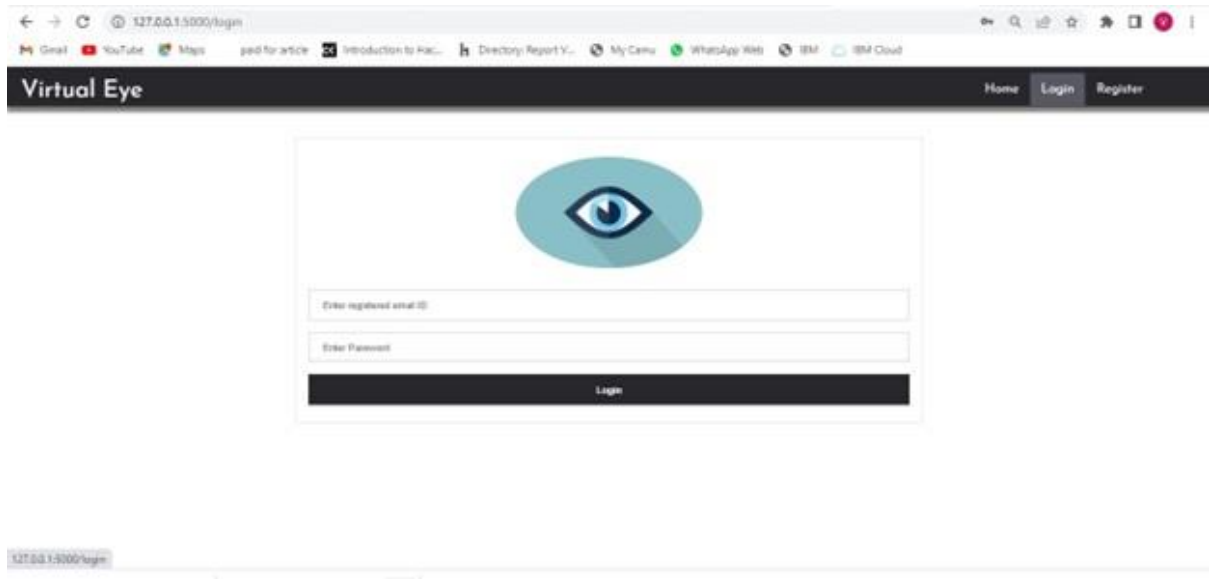 127.0.0.1:5000/login
Gmail YouTube Maps paid for article Introduction to Hac... Directory: Report V... My Camu WhatsApp Web IBM IBM Cloud
Virtual Eye Home Login Register
Enter registered email ID
Enter Password
Login
127.0.0.1:5000/login